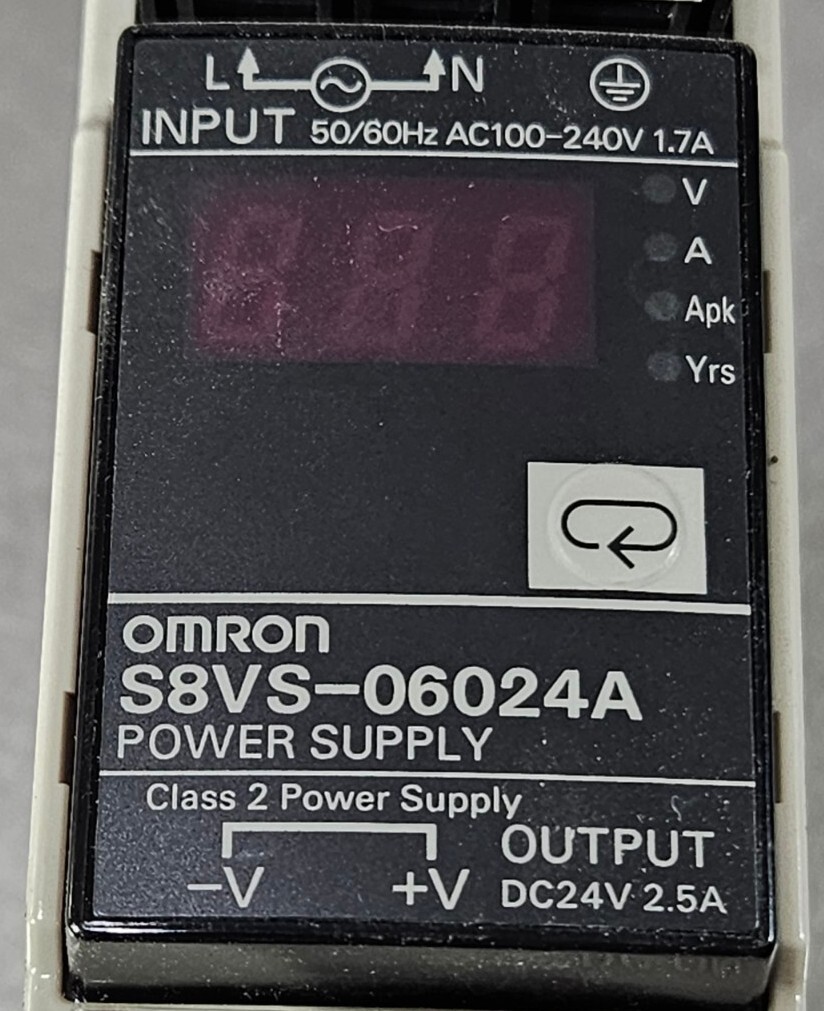 L N
INPUT 50/60Hz AC100-240V 1.7A
V
A
Apk
Yrs
omron
S8VS-06024A
POWER SUPPLY
Class 2 Power Supply
OUTPUT
-V +V DC24V 2.5A